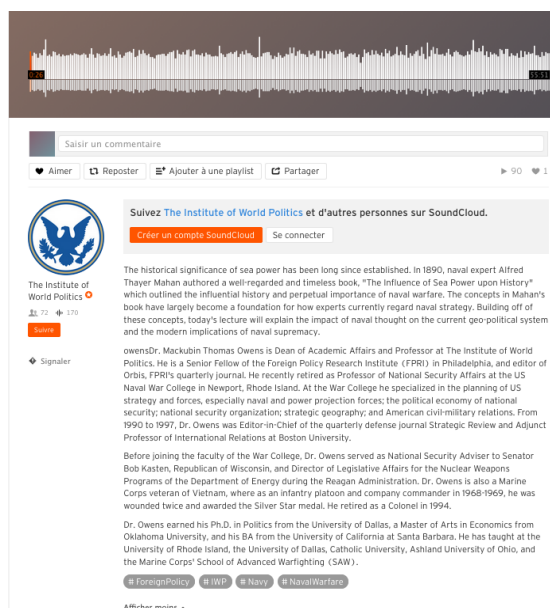 0:26
55:51
Saisir un commentaire
Aimer
Reposter
Ajouter à une playlist
Partager
90
1
Suivez The Institute of World Politics et d'autres personnes sur SoundCloud.
Créer un compte SoundCloud
Se connecter
The Institute of
World Politics
72
170
Suivre
Signaler
The historical significance of sea power has been long since established. In 1890, naval expert Alfred
Thayer Mahan authored a well-regarded and timeless book, "The Influence of Sea Power upon History"
which outlined the influential history and perpetual importance of naval warfare. The concepts in Mahan's
book have largely become a foundation for how experts currently regard naval strategy. Building off of
these concepts, today's lecture will explain the impact of naval thought on the current geo-political system
and the modern implications of naval supremacy.
owensDr. Mackubin Thomas Owens is Dean of Academic Affairs and Professor at The Institute of World
Politics. He is a Senior Fellow of the Foreign Policy Research Institute (FPRI) in Philadelphia, and editor of
Orbis, FPRI's quarterly journal. He recently retired as Professor of National Security Affairs at the US
Naval War College in Newport, Rhode Island. At the War College he specialized in the planning of US
strategy and forces, especially naval and power projection forces; the political economy of national
security; national security organization; strategic geography; and American civil-military relations. From
1990 to 1997, Dr. Owens was Editor-in-Chief of the quarterly defense journal Strategic Review and Adjunct
Professor of International Relations at Boston University.
Before joining the faculty of the War College, Dr. Owens served as National Security Adviser to Senator
Bob Kasten, Republican of Wisconsin, and Director of Legislative Affairs for the Nuclear Weapons
Programs of the Department of Energy during the Reagan Administration. Dr. Owens is also a Marine
Corps veteran of Vietnam, where as an infantry platoon and company commander in 1968-1969, he was
wounded twice and awarded the Silver Star medal. He retired as a Colonel in 1994.
Dr. Owens earned his Ph.D. in Politics from the University of Dallas, a Master of Arts in Economics from
Oklahoma University, and his BA from the University of California at Santa Barbara. He has taught at the
University of Rhode Island, the University of Dallas, Catholic University, Ashland University of Ohio, and
the Marine Corps' School of Advanced Warfighting (SAW).
# ForeignPolicy
# IWP
# Navy
# NavalWarfare
Afficher moins